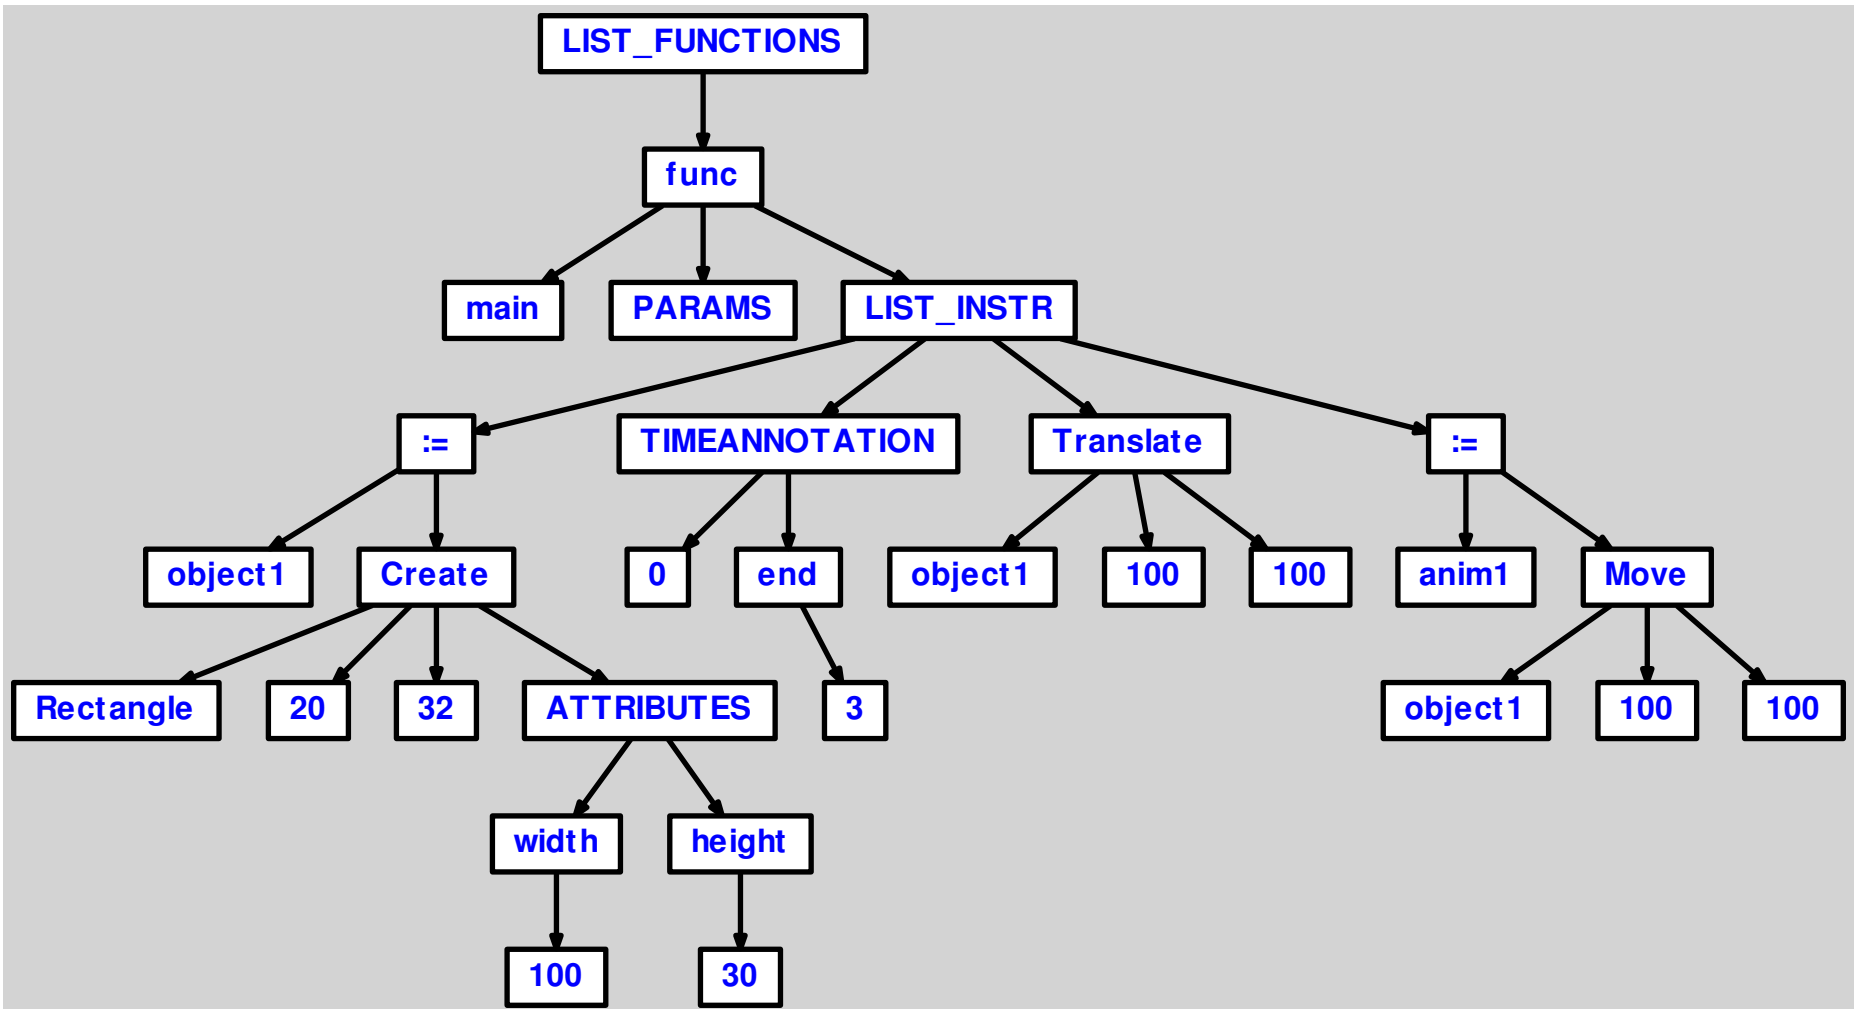 LIST_FUNCTIONS
func
main PARAMS LIST_INSTR
:= TIMEANNOTATION Translate :=
object1 Create 0 end object1 100 100 anim1 Move
Rectangle 20 32 ATTRIBUTES 3 object1 100 100
width height
100 30